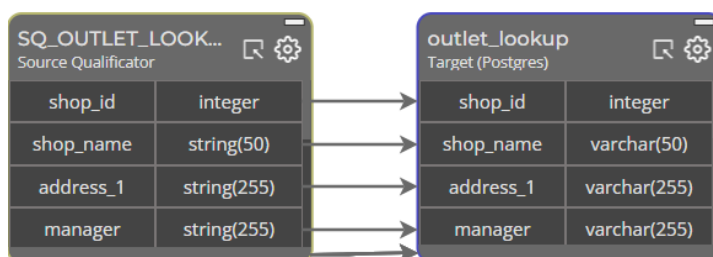 SQ_OUTLET_LOOK...
Source Qualificator
shop_id integer
shop_name string(50)
address_1 string(255)
manager string(255)
outlet_lookup
Target (Postgres)
shop_id integer
shop_name varchar(50)
address_1 varchar(255)
manager varchar(255)